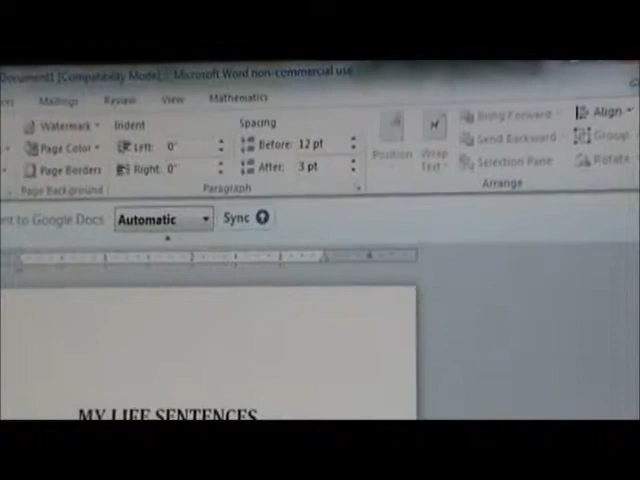 Document1 [Compatibility Mode] - Microsoft Word non-commercial use
Mailings Review View Mathematics
Watermark Indent Spacing Bring Forward Align
Page Color Left: 0" Before: 12 pt Position Wrap Text Send Backward Group
Page Borders Right: 0" After: 3 pt Selection Pane Rotate
Page Background Paragraph Arrange
nt to Google Docs Automatic Sync
MY LIFE SENTENCES